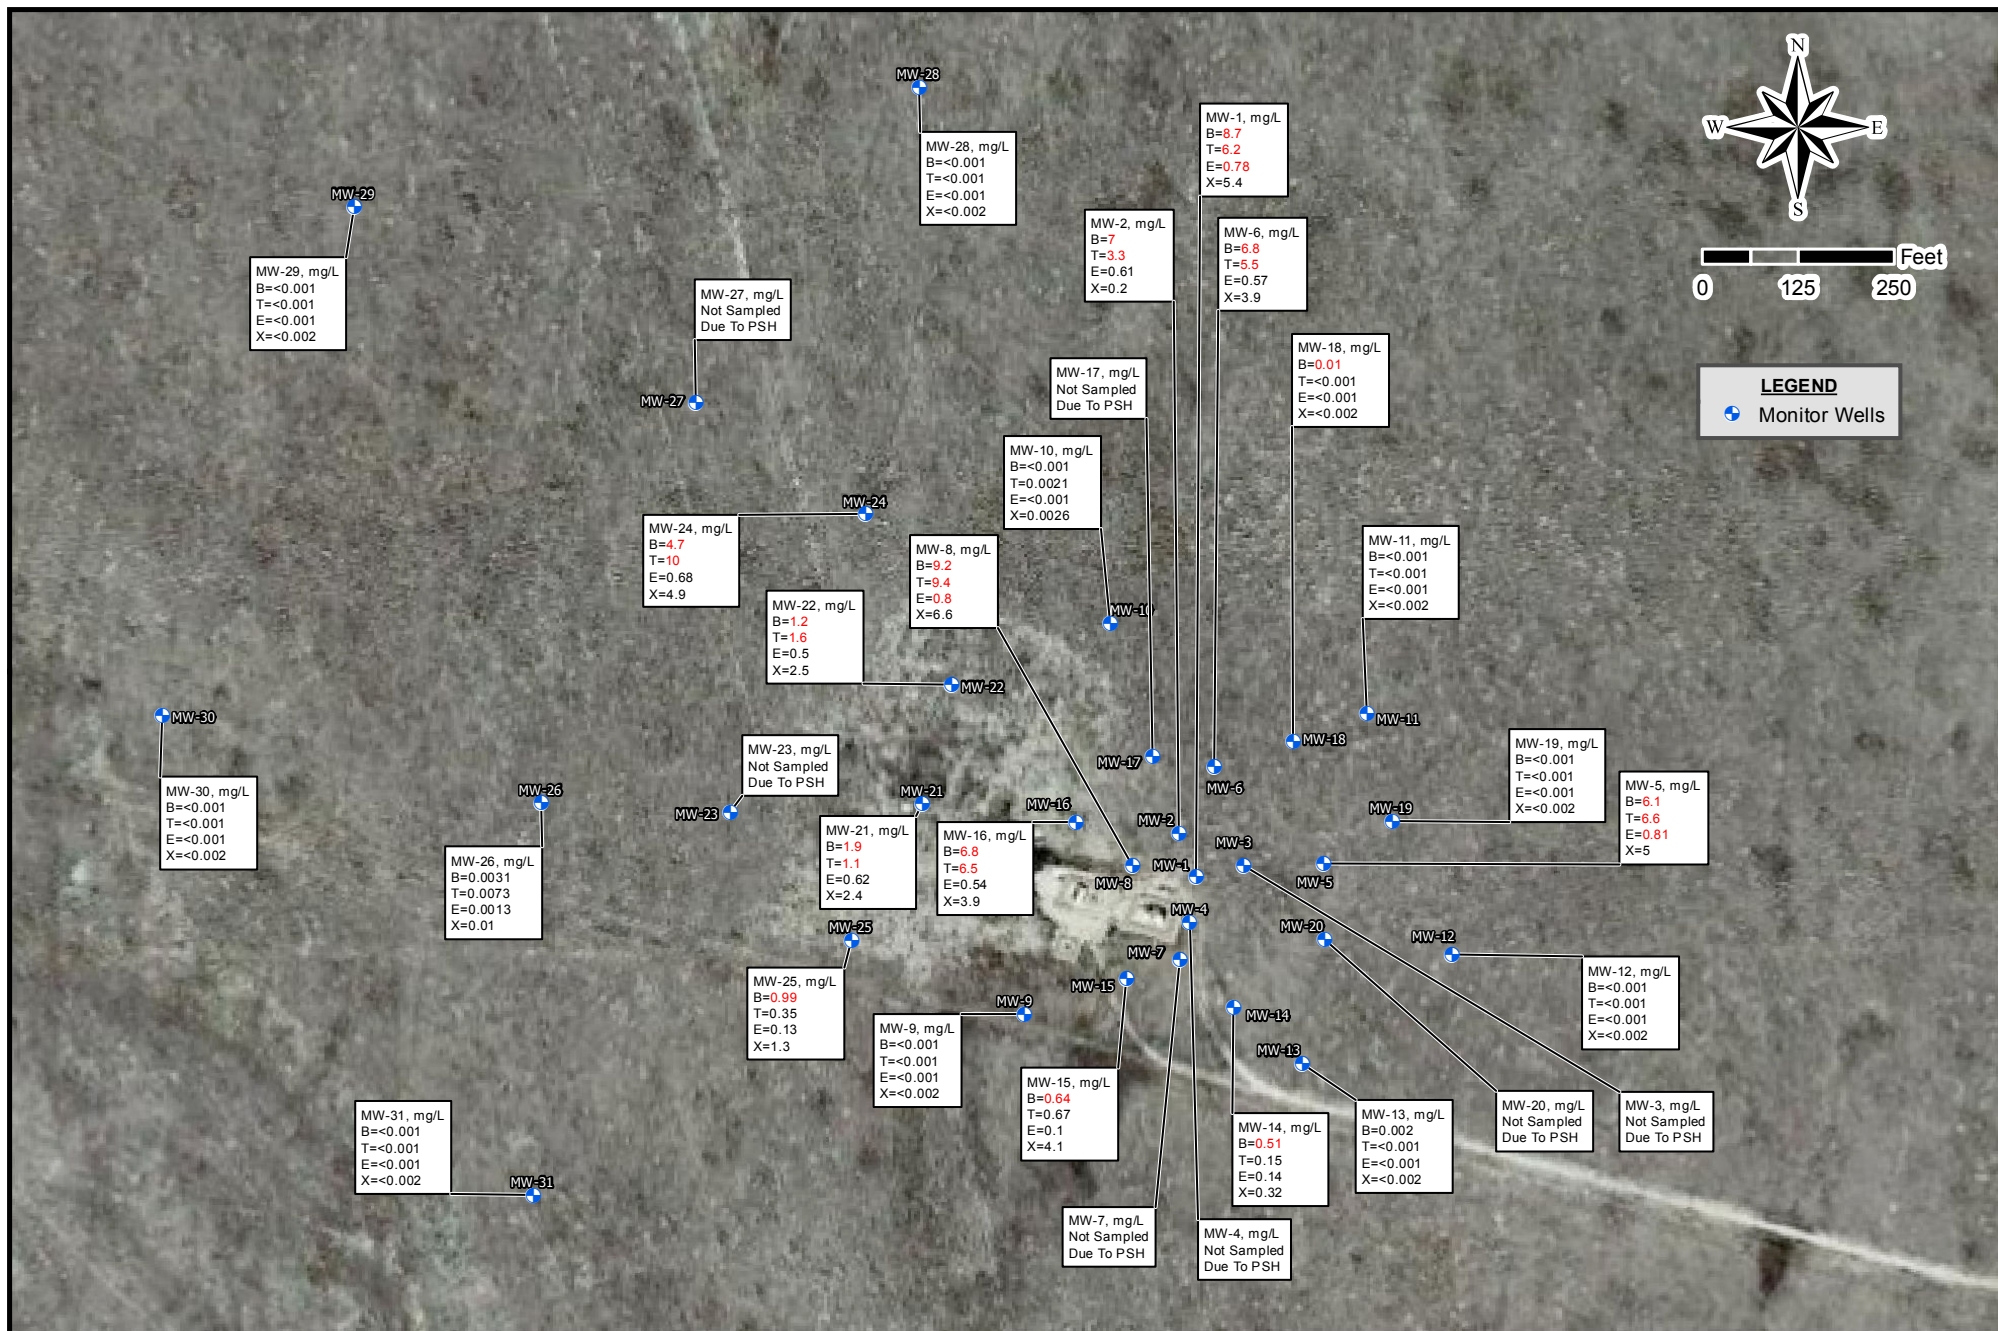 MW-28
MW-28, mg/L
B=<0.001
T=<0.001
E=<0.001
X=<0.002
MW-29
MW-29, mg/L
B=<0.001
T=<0.001
E=<0.001
X=<0.002
MW-27, mg/L
Not Sampled
Due To PSH
MW-27
MW-1, mg/L
B=8.7
T=6.2
E=0.78
X=5.4
MW-2, mg/L
B=7
T=3.3
E=0.61
X=0.2
MW-6, mg/L
B=6.8
T=5.5
E=0.57
X=3.9
N
W
E
S
Feet
0
125
250
LEGEND
Monitor Wells
MW-18, mg/L
B=0.01
T=<0.001
E=<0.001
X=<0.002
MW-17, mg/L
Not Sampled
Due To PSH
MW-10, mg/L
B=<0.001
T=0.0021
E=<0.001
X=0.0026
MW-24
MW-24, mg/L
B=4.7
T=10
E=0.68
X=4.9
MW-8, mg/L
B=9.2
T=9.4
E=0.8
X=6.6
MW-11, mg/L
B=<0.001
T=<0.001
E=<0.001
X=<0.002
MW-22, mg/L
B=1.2
T=1.6
E=0.5
X=2.5
MW-10
MW-22
MW-30
MW-11
MW-18
MW-17
MW-6
MW-23, mg/L
Not Sampled
Due To PSH
MW-19, mg/L
B=<0.001
T=<0.001
E=<0.001
X=<0.002
MW-5, mg/L
B=6.1
T=6.6
E=0.81
X=5
MW-30, mg/L
B=<0.001
T=<0.001
E=<0.001
X=<0.002
MW-26
MW-23
MW-21
MW-16
MW-2
MW-19
MW-26, mg/L
B=0.0031
T=0.0073
E=0.0013
X=0.01
MW-21, mg/L
B=1.9
T=1.1
E=0.62
X=2.4
MW-16, mg/L
B=6.8
T=6.5
E=0.54
X=3.9
MW-8
MW-1
MW-3
MW-5
MW-4
MW-25
MW-20
MW-12
MW-7
MW-15
MW-25, mg/L
B=0.99
T=0.35
E=0.13
X=1.3
MW-9
MW-9, mg/L
B=<0.001
T=<0.001
E=<0.001
X=<0.002
MW-14
MW-13
MW-12, mg/L
B=<0.001
T=<0.001
E=<0.001
X=<0.002
MW-15, mg/L
B=0.64
T=0.67
E=0.1
X=4.1
MW-14, mg/L
B=0.51
T=0.15
E=0.14
X=0.32
MW-13, mg/L
B=0.002
T=<0.001
E=<0.001
X=<0.002
MW-20, mg/L
Not Sampled
Due To PSH
MW-3, mg/L
Not Sampled
Due To PSH
MW-31, mg/L
B=<0.001
T=<0.001
E=<0.001
X=<0.002
MW-31
MW-7, mg/L
Not Sampled
Due To PSH
MW-4, mg/L
Not Sampled
Due To PSH